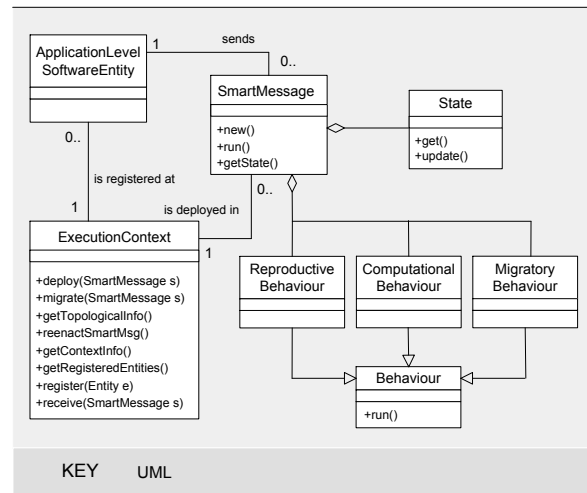 ApplicationLevel
SoftwareEntity
1
sends
0..
SmartMessage
+new()
+run()
+getState()
State
+get()
+update()
0..
is registered at
1
is deployed in
0..
1
ExecutionContext
+deploy(SmartMessage s)
+migrate(SmartMessage s)
+getTopologicalInfo()
+reenactSmartMsg()
+getContextInfo()
+getRegisteredEntities()
+register(Entity e)
+receive(SmartMessage s)
Reproductive
Behaviour
Computational
Behaviour
Migratory
Behaviour
Behaviour
+run()
KEY
UML